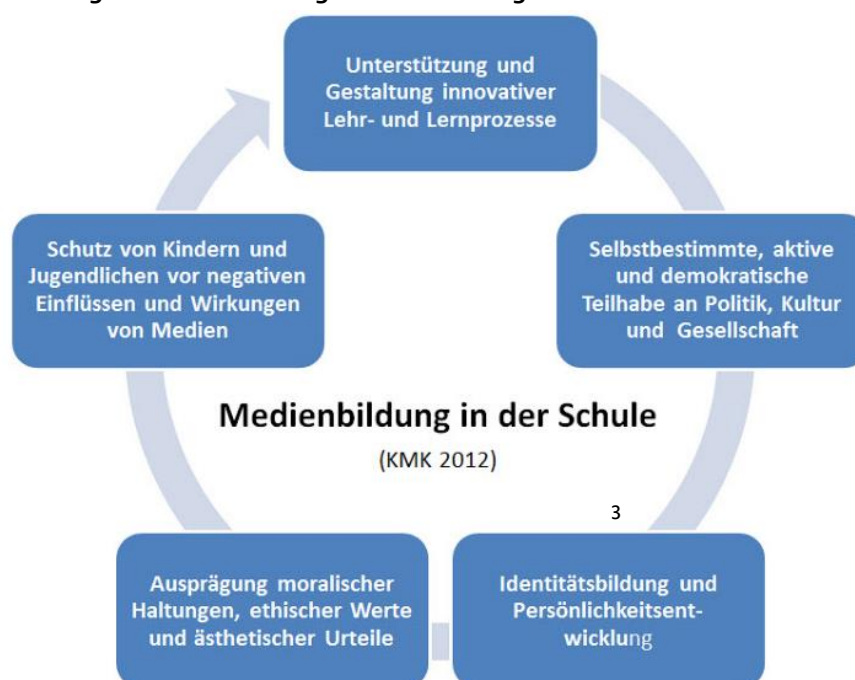 Unterstützung und
Gestaltung innovativer
Lehr- und Lernprozesse
Selbstbestimmte, aktive
und demokratische
Teilhabe an Politik, Kultur
und Gesellschaft
Identitätsbildung und
Persönlichkeitsent-
wicklung
Ausprägung moralischer
Haltungen, ethischer Werte
und ästhetischer Urteile
Schutz von Kindern und
Jugendlichen vor negativen
Einflüssen und Wirkungen
von Medien
Medienbildung in der Schule
(KMK 2012)
3